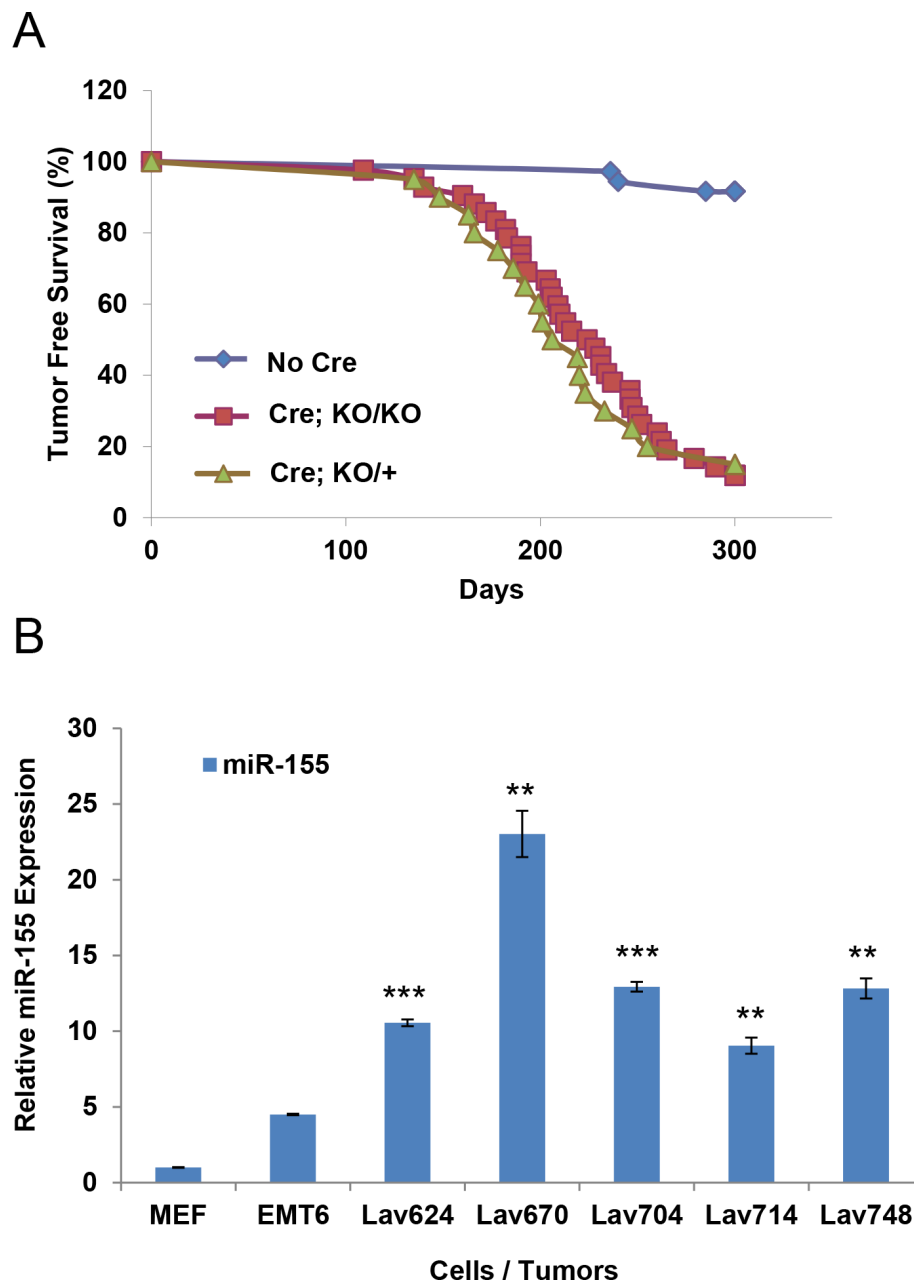 A
Tumor Free Survival (%)
120
100
80
60
40
20
0
No Cre
Cre; KO/KO
Cre; KO/+
0 100 200 300
Days
B
Relative miR-155 Expression
30
25
20
15
10
5
0
miR-155
***
**
***
**
**
MEF EMT6 Lav624 Lav670 Lav704 Lav714 Lav748
Cells / Tumors